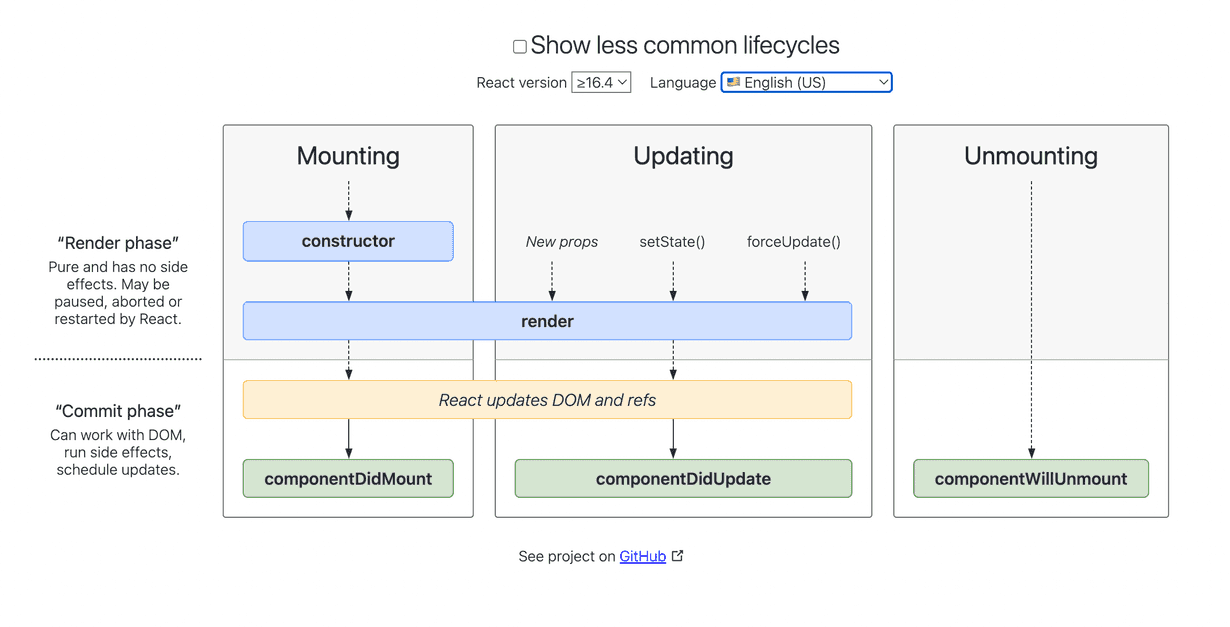 Show less common lifecycles
React version ≥16.4 Language English (US)
Mounting
Updating
Unmounting
“Render phase”
Pure and has no side
effects. May be
paused, aborted or
restarted by React.
constructor
New props
setState()
forceUpdate()
render
“Commit phase”
Can work with DOM,
run side effects,
schedule updates.
React updates DOM and refs
componentDidMount
componentDidUpdate
componentWillUnmount
See project on GitHub